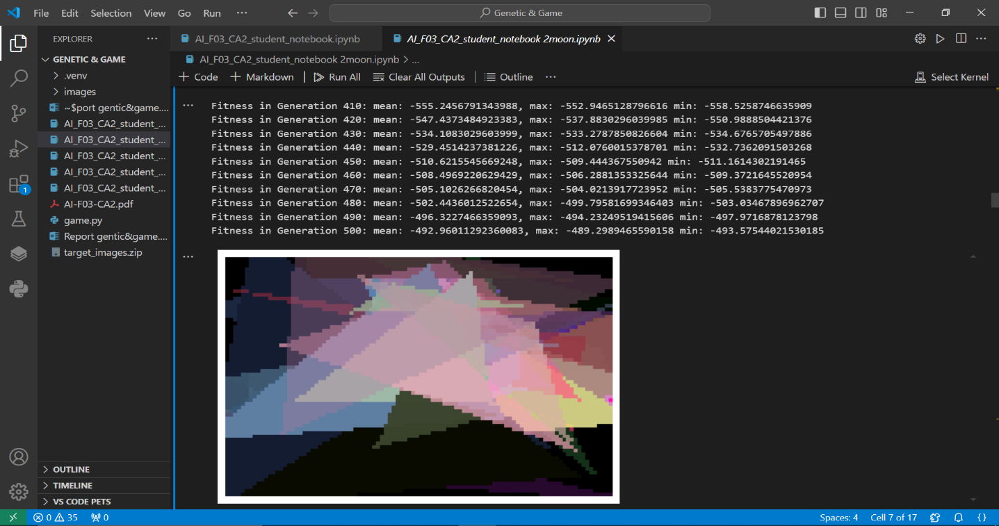 File Edit Selection View Go Run ··· Genetic & Game
EXPLORER ···
GENETIC & GAME
.venv
images
~$port gentic&game....
AI_F03_CA2_student_...
AI_F03_CA2_student_...
AI_F03_CA2_student_...
AI_F03_CA2_student_...
AI_F03_CA2_student_...
AI-F03-CA2.pdf
game.py
Report gentic&game....
target_images.zip
OUTLINE
TIMELINE
VS CODE PETS
1
AI_F03_CA2_student_notebook.ipynb AI_F03_CA2_student_notebook 2moon.ipynb
AI_F03_CA2_student_notebook 2moon.ipynb > ...
+ Code + Markdown | Run All Clear All Outputs | Outline ··· Select Kernel
Fitness in Generation 410: mean: -555.2456791343988, max: -552.9465128796616 min: -558.5258746635909
Fitness in Generation 420: mean: -547.4373484923383, max: -537.8830296039985 min: -550.9888504421376
Fitness in Generation 430: mean: -534.1083029603999, max: -533.2787850826604 min: -534.6765705497886
Fitness in Generation 440: mean: -529.4514237381226, max: -512.0760015378701 min: -532.7362091503268
Fitness in Generation 450: mean: -510.6215545669248, max: -509.444367550942 min: -511.1614302191465
Fitness in Generation 460: mean: -508.4969220629429, max: -506.2881353325644 min: -509.3721645520954
Fitness in Generation 470: mean: -505.1026266820454, max: -504.0213917723952 min: -505.5383775470973
Fitness in Generation 480: mean: -502.4436012522654, max: -499.79581699346403 min: -503.03467896962707
Fitness in Generation 490: mean: -496.3227466359093, max: -494.23249519415606 min: -497.9716878123798
Fitness in Generation 500: mean: -492.96011292360083, max: -489.2989465590158 min: -493.57544021530185
0 35 0 Spaces: 4 Cell 7 of 17 {}